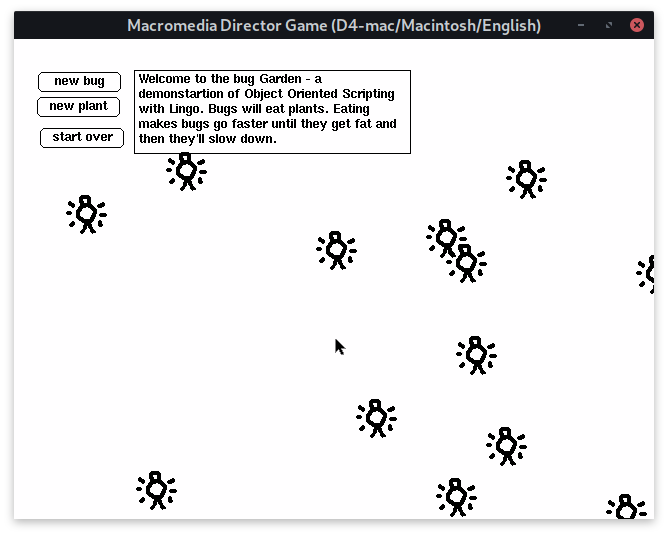 Macromedia Director Game (D4-mac/Macintosh/English)
new bug
new plant
start over
Welcome to the bug Garden - a
demonstartion of Object Oriented Scripting
with Lingo. Bugs will eat plants. Eating
makes bugs go faster until they get fat and
then they'll slow down.